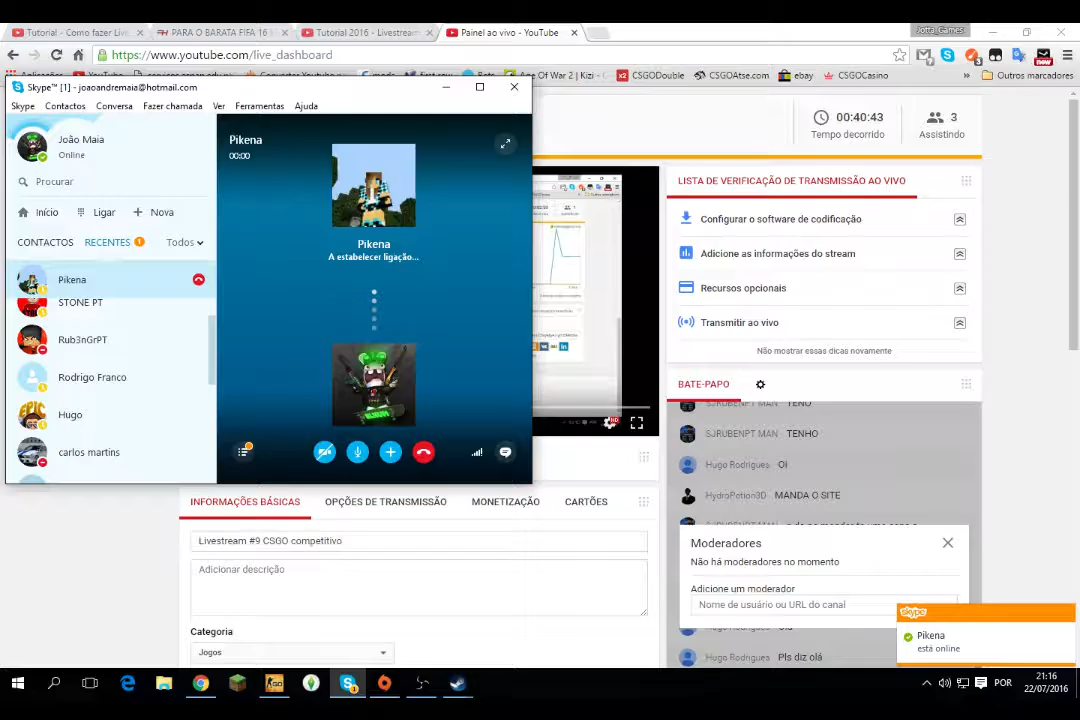 Tutorial - Como fazer Live
PARA O BARATA FIFA 16
Tutorial 2016 - Livestream
Painel ao vivo - YouTube
Jotta Games
https://www.youtube.com/live_dashboard
Age Of War 2 | Kizi - C
CSGODouble
CSGOAtse.com
ebay
CSGOCasino
»
Outros marcadores
Skype™ [1] - joaoandremaia@hotmail.com
Skype Contactos Conversa Fazer chamada Ver Ferramentas Ajuda
João Maia
Online
Procurar
Início
Ligar
Nova
CONTACTOS
RECENTES 1
Todos
Pikena
STONE PT
Rub3nGrPT
Rodrigo Franco
Hugo
carlos martins
Pikena
00:00
Pikena
A estabelecer ligação...
00:40:43
Tempo decorrido
3
Assistindo
LISTA DE VERIFICAÇÃO DE TRANSMISSÃO AO VIVO
Configurar o software de codificação
Adicione as informações do stream
Recursos opcionais
Transmitir ao vivo
Não mostrar essas dicas novamente
BATE-PAPO
SJRUBENPT MAN TENO
SJRUBENPT MAN TENHO
Hugo Rodrigues Oi
HydroPotion3D MANDA O SITE
Moderadores
Não há moderadores no momento
Adicione um moderador
Nome de usuário ou URL do canal
Hugo Rodrigues Pls diz olá
INFORMAÇÕES BÁSICAS
OPÇÕES DE TRANSMISSÃO
MONETIZAÇÃO
CARTÕES
Livestream #9 CSGO competitivo
Adicionar descrição
Categoria
Jogos
skype
Pikena
está online
POR
21:16
22/07/2016